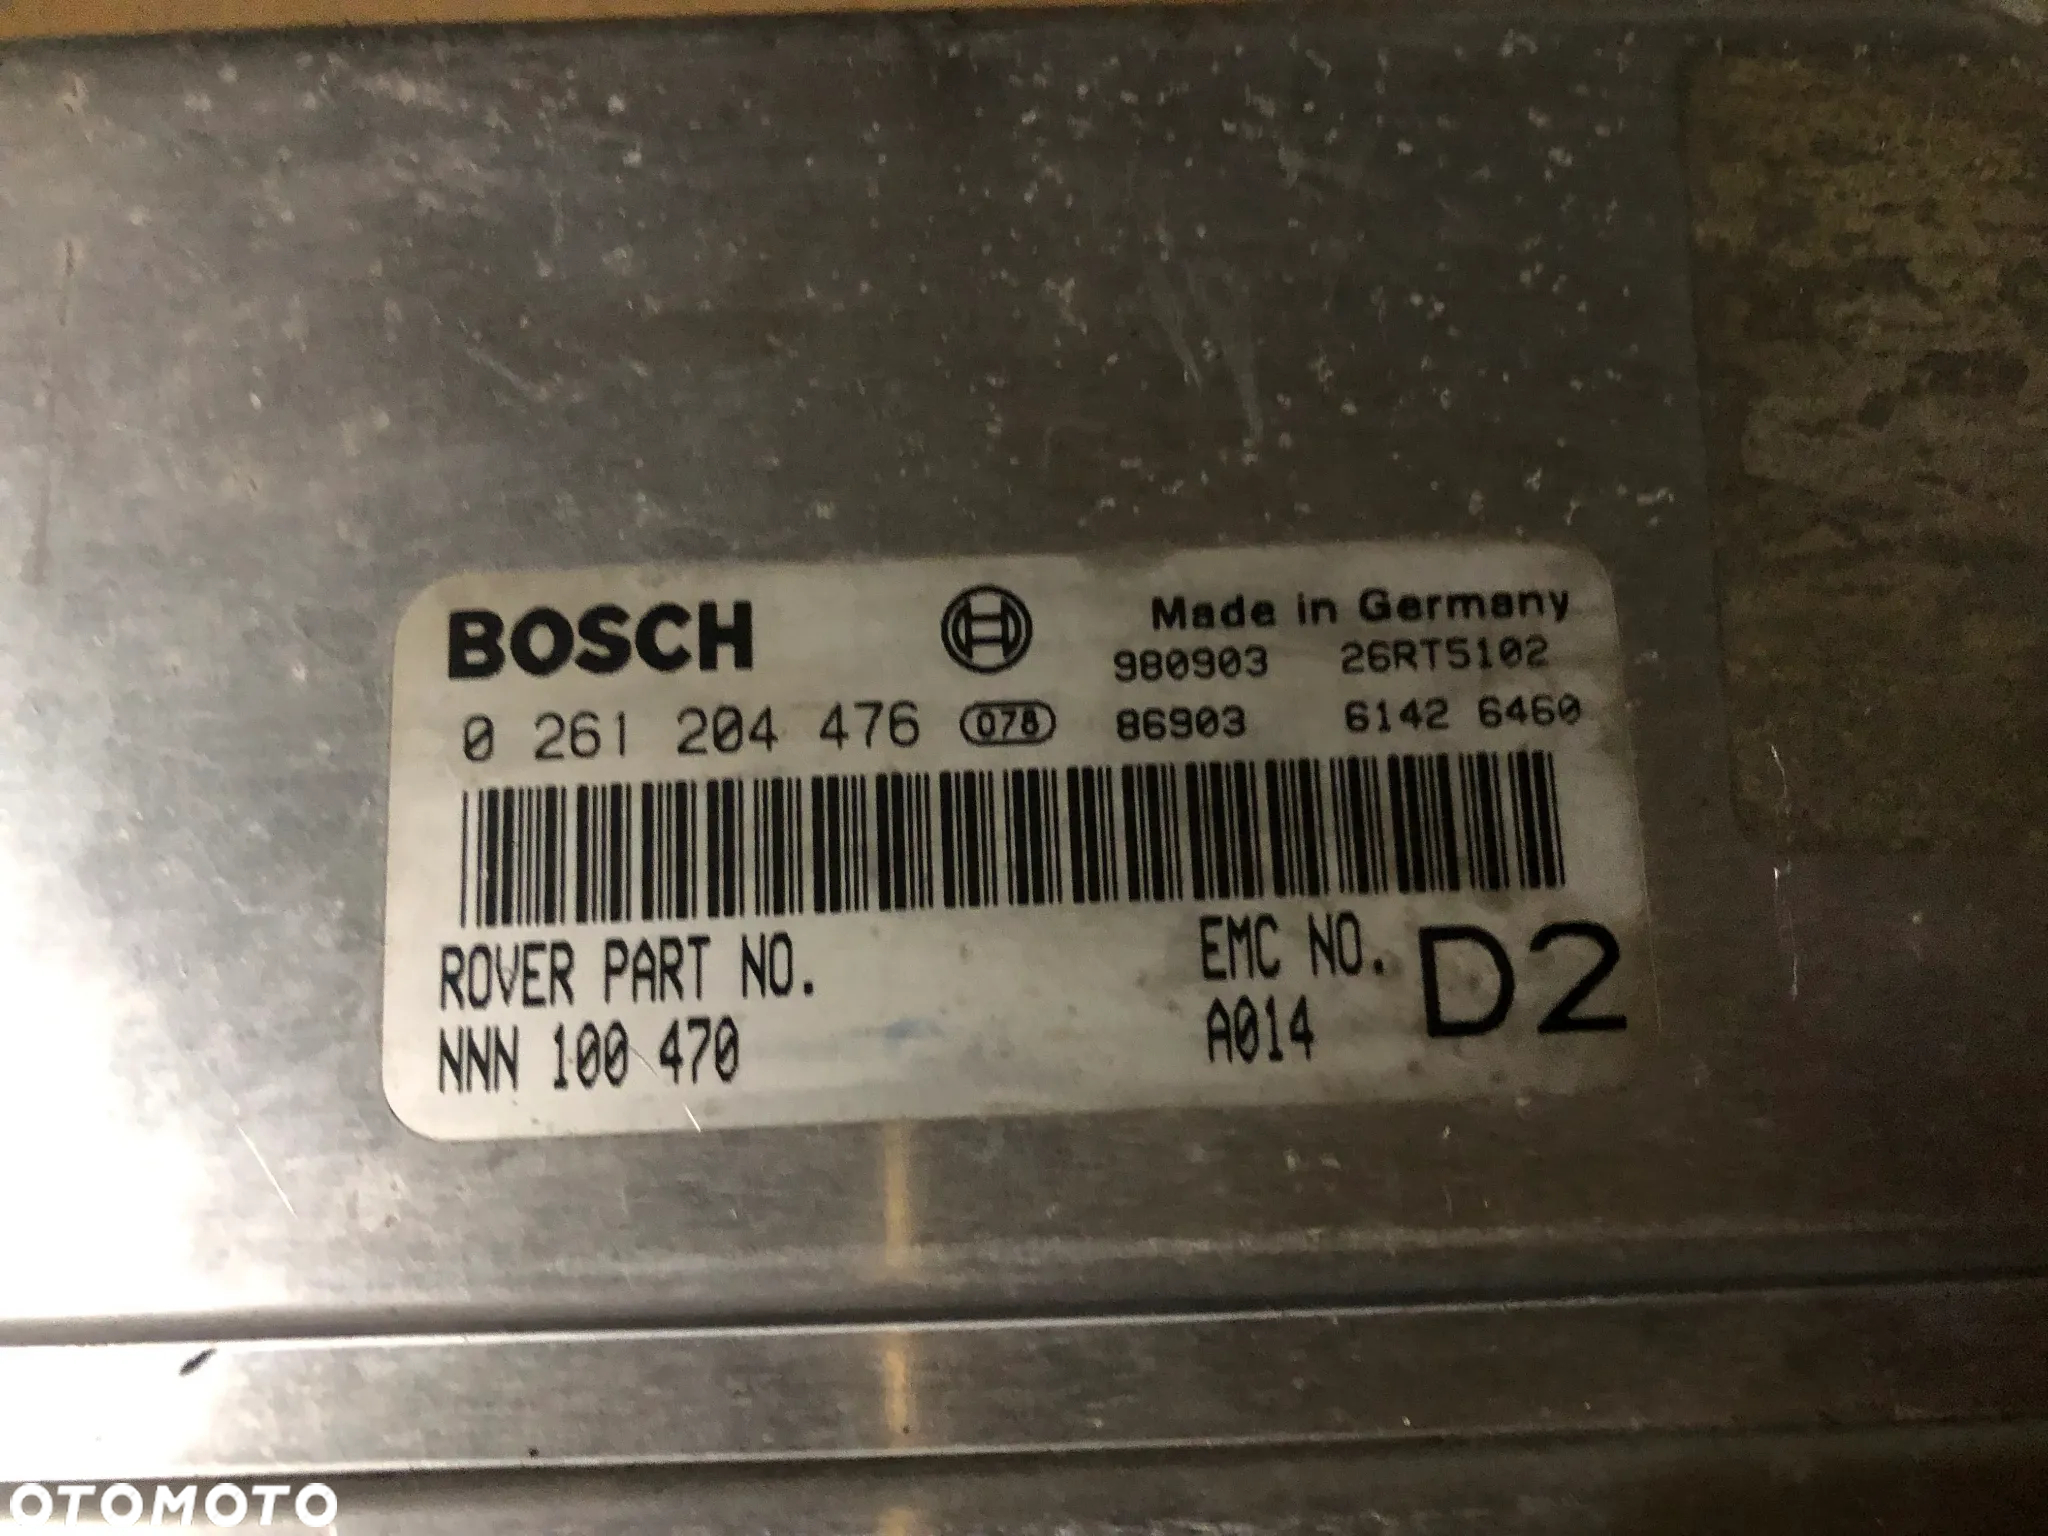 BOSCH
Made in Germany
980903 26RT5102
0 261 204 476 078 86903 6142 6460
ROVER PART NO.
NNN 100 470
EMC NO.
A014
D2
OTOMOTO